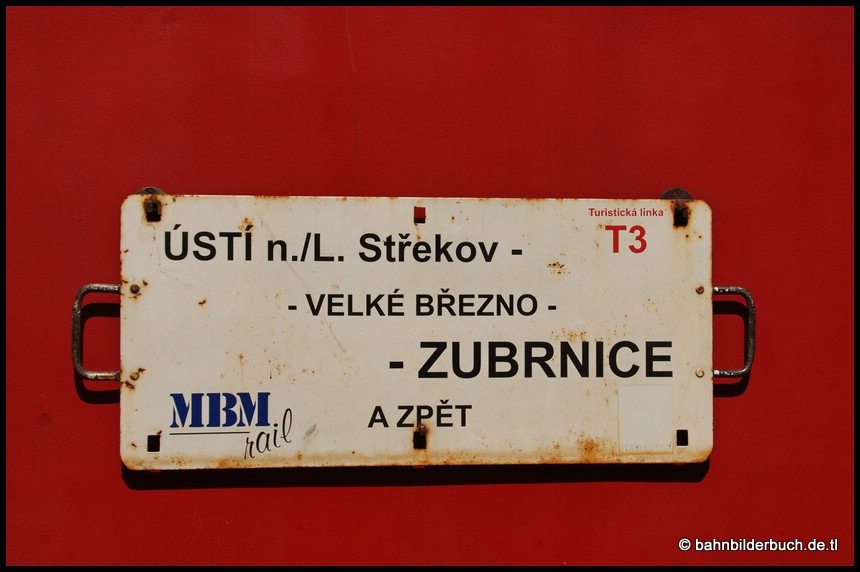 Turistická linka
T3
ÚSTÍ n./L. Střekov -
- VELKÉ BŘEZNO -
- ZUBRNICE
A ZPĚT
MBM
rail
© bahnbilderbuch.de.tl